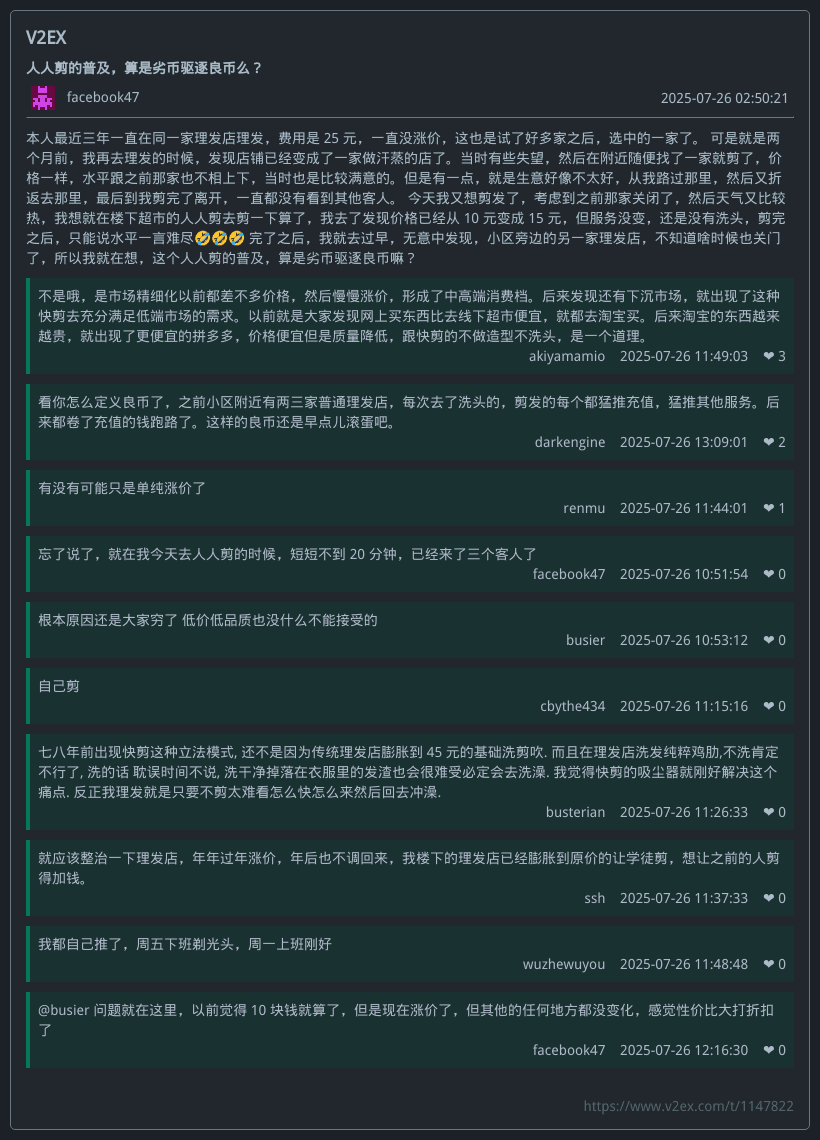 V2EX
人人剪的普及，算是劣币驱逐良币么？
facebook47
2025-07-26 02:50:21
本人最近三年一直在同一家理发店理发，费用是 25 元，一直没涨价，这也是试了好多家之后，选中的一家了。 可是就是两
个月前，我再去理发的时候，发现店铺已经变成了一家做汗蒸的店了。当时有些失望，然后在附近随便找了一家就剪了，价
格一样，水平跟之前那家也不相上下，当时也是比较满意的。但是有一点，就是生意好像不太好，从我路过那里，然后又折
返去那里，最后到我剪完了离开，一直都没有看到其他客人。 今天我又想剪发了，考虑到之前那家关闭了，然后天气又比较
热，我想就在楼下超市的人人剪去剪一下算了，我去了发现价格已经从 10 元变成 15 元，但服务没变，还是没有洗头，剪完
之后，只能说水平一言难尽🤣🤣🤣 完了之后，我就去过早，无意中发现，小区旁边的另一家理发店，不知道啥时候也关门
了，所以我就在想，这个人人剪的普及，算是劣币驱逐良币嘛？
不是哦，是市场精细化以前都差不多价格，然后慢慢涨价，形成了中高端消费档。后来发现还有下沉市场，就出现了这种
快剪去充分满足低端市场的需求。以前就是大家发现网上买东西比去线下超市便宜，就都去淘宝买。后来淘宝的东西越来
越贵，就出现了更便宜的拼多多，价格便宜但是质量降低，跟快剪的不做造型不洗头，是一个道理。
akiyamamio 2025-07-26 11:49:03 ❤ 3
看你怎么定义良币了，之前小区附近有两三家普通理发店，每次去了洗头的，剪发的每个都猛推充值，猛推其他服务。后
来都卷了充值的钱跑路了。这样的良币还是早点儿滚蛋吧。
darkengine 2025-07-26 13:09:01 ❤ 2
有没有可能只是单纯涨价了
renmu 2025-07-26 11:44:01 ❤ 1
忘了说了，就在我今天去人人剪的时候，短短不到 20 分钟，已经来了三个客人了
facebook47 2025-07-26 10:51:54 ❤ 0
根本原因还是大家穷了 低价低品质也没什么不能接受的
busier 2025-07-26 10:53:12 ❤ 0
自己剪
cbythe434 2025-07-26 11:15:16 ❤ 0
七八年前出现快剪这种立法模式, 还不是因为传统理发店膨胀到 45 元的基础洗剪吹. 而且在理发店洗发纯粹鸡肋,不洗肯定
不行了, 洗的话 耽误时间不说, 洗干净掉落在衣服里的发渣也会很难受必定会去洗澡. 我觉得快剪的吸尘器就刚好解决这个
痛点. 反正我理发就是只要不剪太难看怎么快怎么来然后回去冲澡.
busterian 2025-07-26 11:26:33 ❤ 0
就应该整治一下理发店，年年过年涨价，年后也不调回来，我楼下的理发店已经膨胀到原价的让学徒剪，想让之前的人剪
得加钱。
ssh 2025-07-26 11:37:33 ❤ 0
我都自己推了，周五下班剃光头，周一上班刚好
wuzhewuyou 2025-07-26 11:48:48 ❤ 0
@busier 问题就在这里，以前觉得 10 块钱就算了，但是现在涨价了，但其他的任何地方都没变化，感觉性价比大打折扣
了
facebook47 2025-07-26 12:16:30 ❤ 0
https://www.v2ex.com/t/1147822